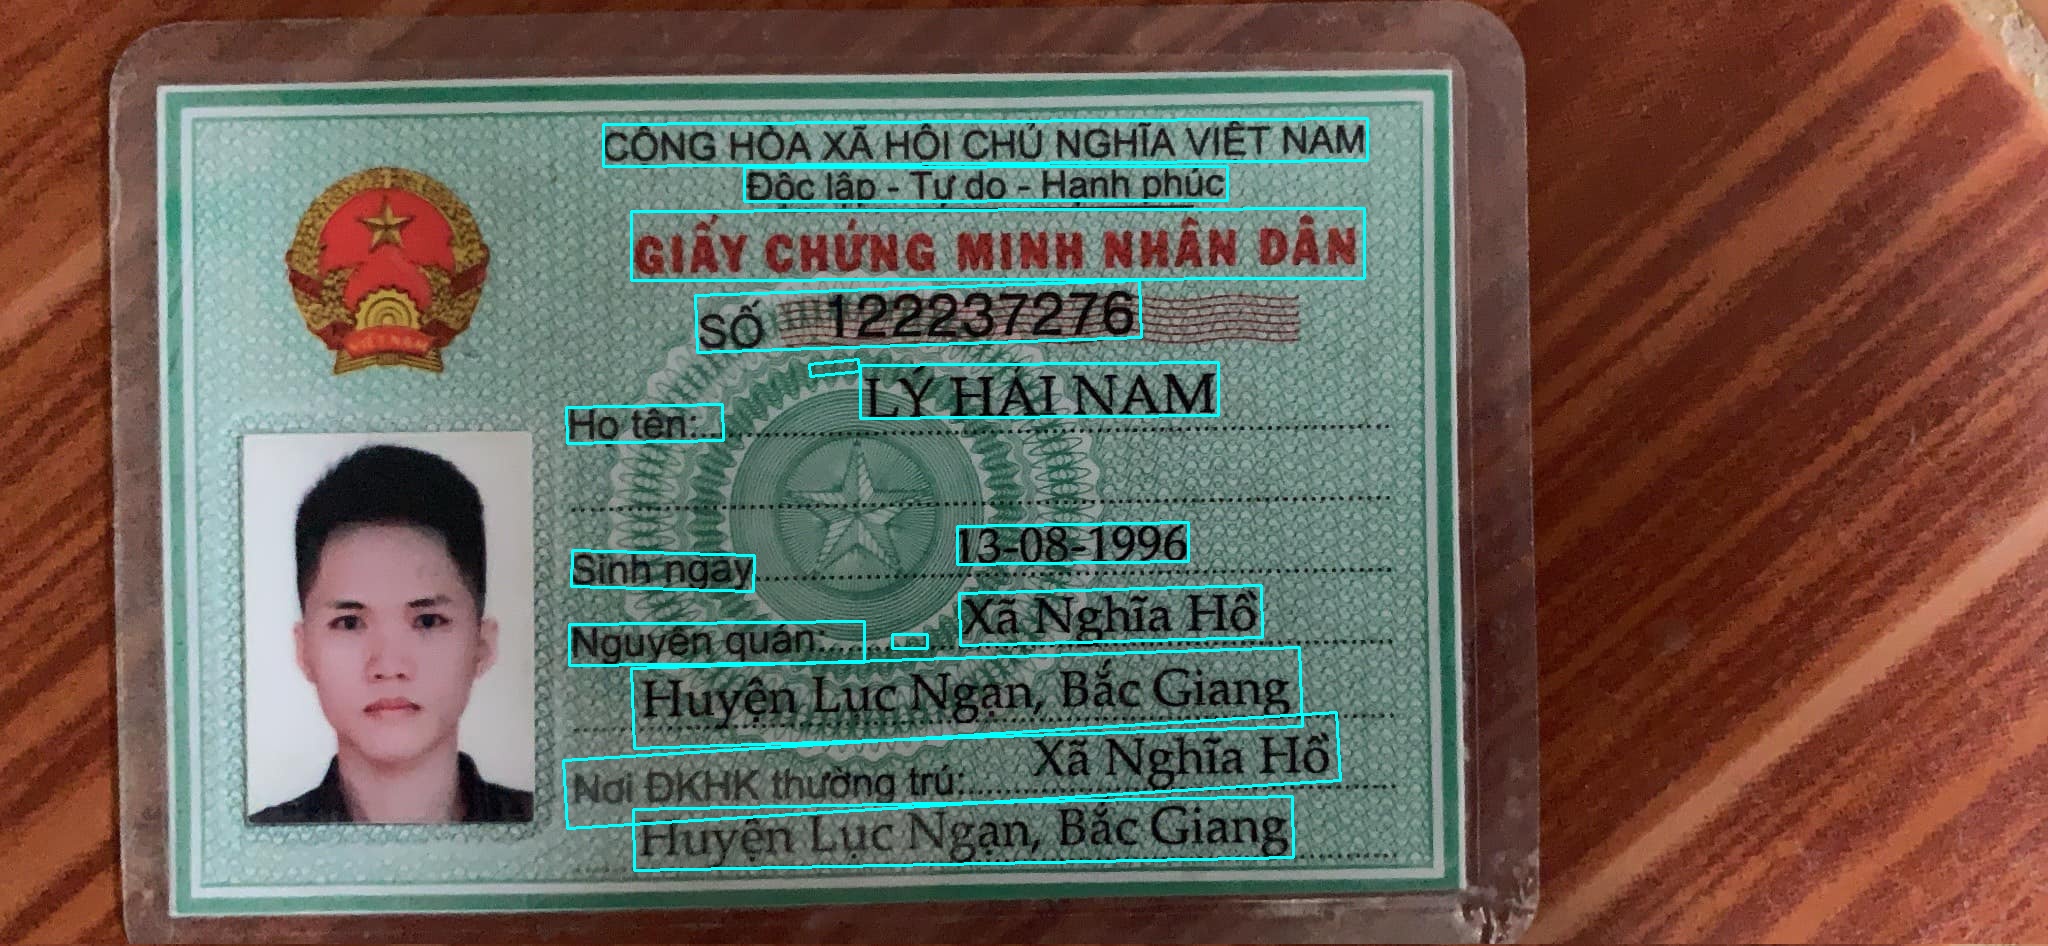 CỘNG HÒA XÃ HỘI CHỦ NGHĨA VIỆT NAM
Độc lập - Tự do - Hạnh phúc
GIẤY CHỨNG MINH NHÂN DÂN
SỐ 122237276
Họ tên: LÝ HẢI NAM
Sinh ngày 13-08-1996
Nguyên quán: Xã Nghĩa Hồ
Huyện Lục Ngạn, Bắc Giang
Nơi ĐKHK thường trú: Xã Nghĩa Hồ
Huyện Lục Ngạn, Bắc Giang